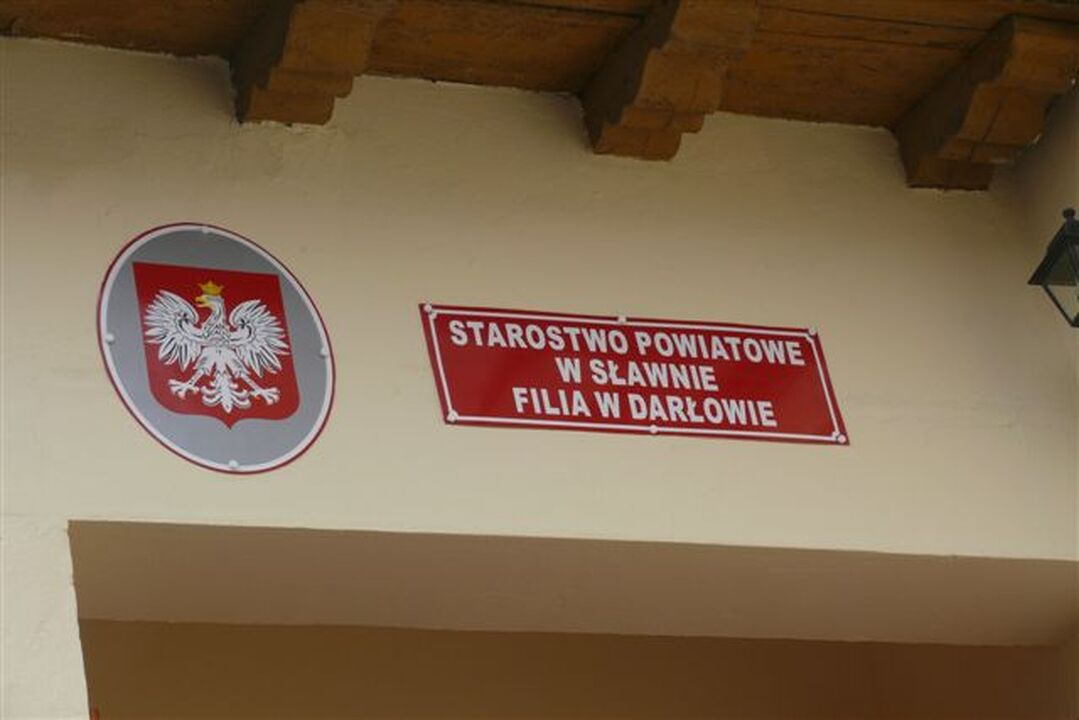 STAROSTWO POWIATOWE
W SŁAWNIE
FILIA W DARŁOWIE